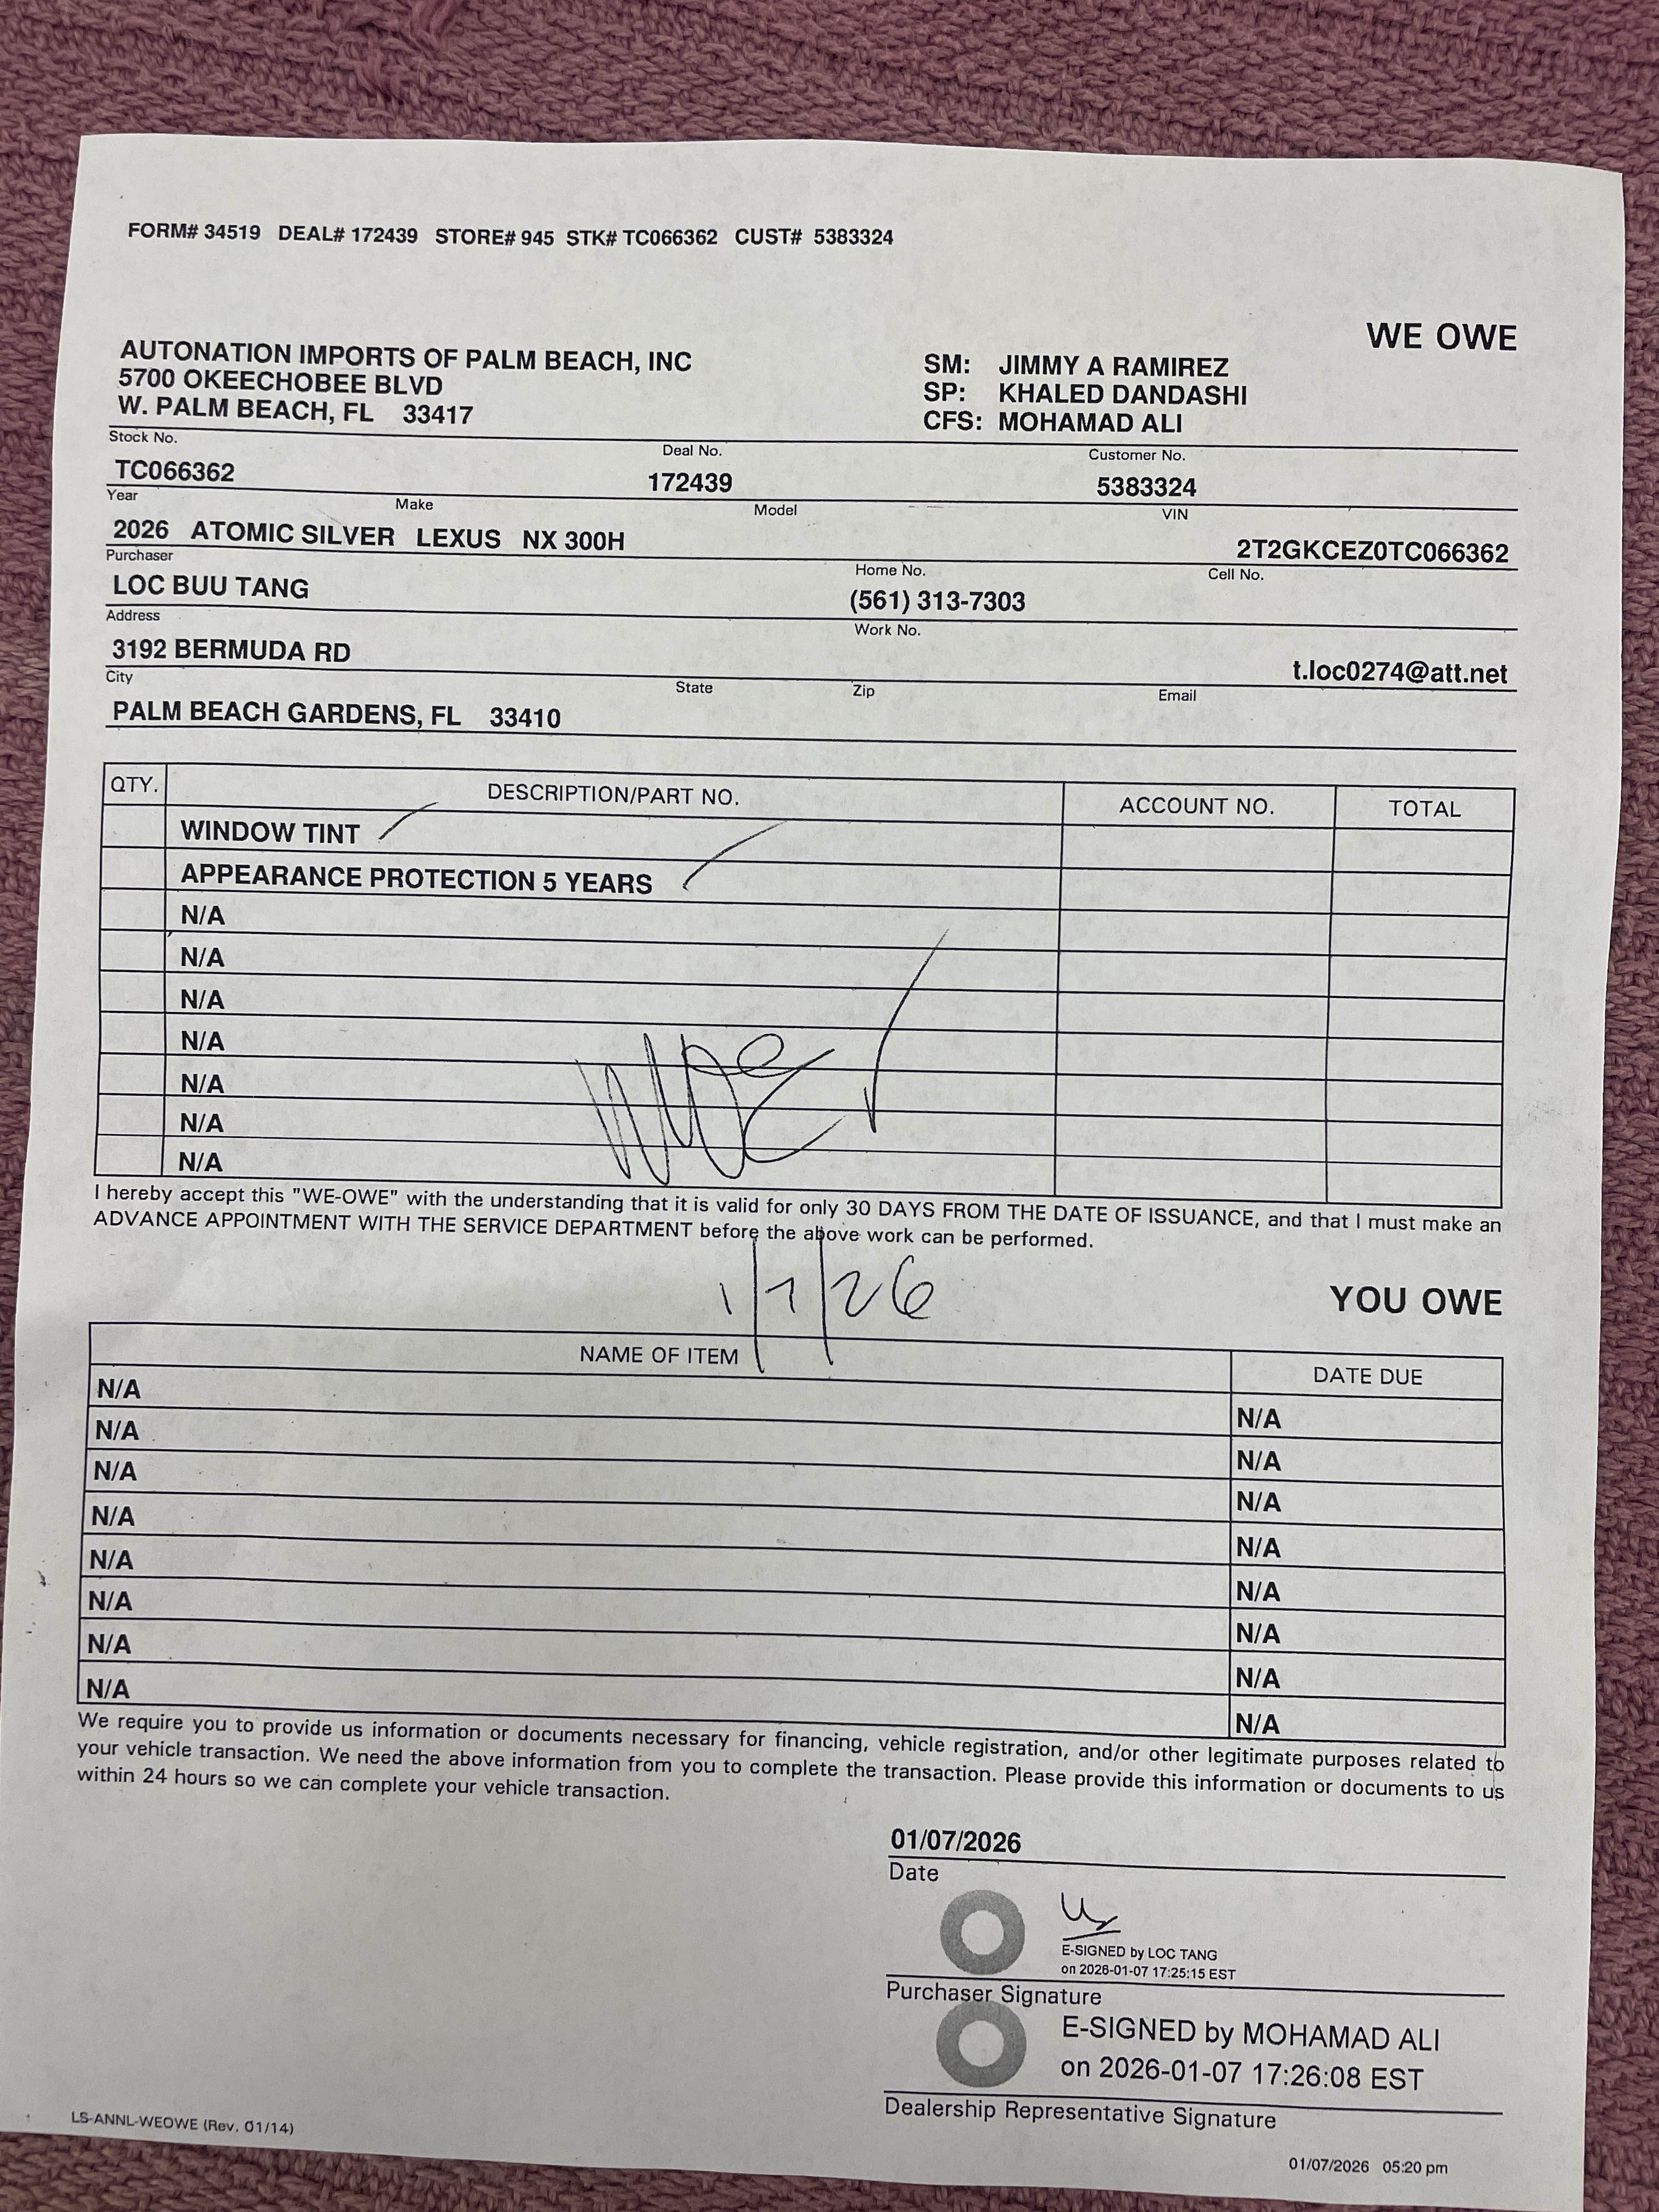 FORM# 34519 DEAL# 172439 STORE# 945 STK# TC066362 CUST# 5383324
WE OWE
AUTONATION IMPORTS OF PALM BEACH, INC
5700 OKEECHOBEE BLVD
W. PALM BEACH, FL 33417
SM: JIMMY A RAMIREZ
SP: KHALED DANDASHI
CFS: MOHAMAD ALI
Stock No. Deal No. Customer No.
TC066362 172439 5383324
Year Make Model VIN
2026 ATOMIC SILVER LEXUS NX 300H 2T2GKCEZ0TC066362
Purchaser Home No. Cell No.
LOC BUU TANG (561) 313-7303
Address Work No.
3192 BERMUDA RD t.loc0274@att.net
City State Zip Email
PALM BEACH GARDENS, FL 33410
QTY. DESCRIPTION/PART NO. ACCOUNT NO. TOTAL
WINDOW TINT
APPEARANCE PROTECTION 5 YEARS
N/A
N/A
N/A
N/A
N/A
N/A
N/A
I hereby accept this "WE-OWE" with the understanding that it is valid for only 30 DAYS FROM THE DATE OF ISSUANCE, and that I must make an
ADVANCE APPOINTMENT WITH THE SERVICE DEPARTMENT before the above work can be performed.
1/7/26
YOU OWE
NAME OF ITEM DATE DUE
N/A N/A
N/A N/A
N/A N/A
N/A N/A
N/A N/A
N/A N/A
N/A N/A
N/A N/A
We require you to provide us information or documents necessary for financing, vehicle registration, and/or other legitimate purposes related to
your vehicle transaction. We need the above information from you to complete the transaction. Please provide this information or documents to us
within 24 hours so we can complete your vehicle transaction.
01/07/2026
Date
E-SIGNED by LOC TANG
on 2026-01-07 17:25:15 EST
Purchaser Signature
E-SIGNED by MOHAMAD ALI
on 2026-01-07 17:26:08 EST
Dealership Representative Signature
LS-ANNL-WEOWE (Rev. 01/14)
01/07/2026 05:20 pm